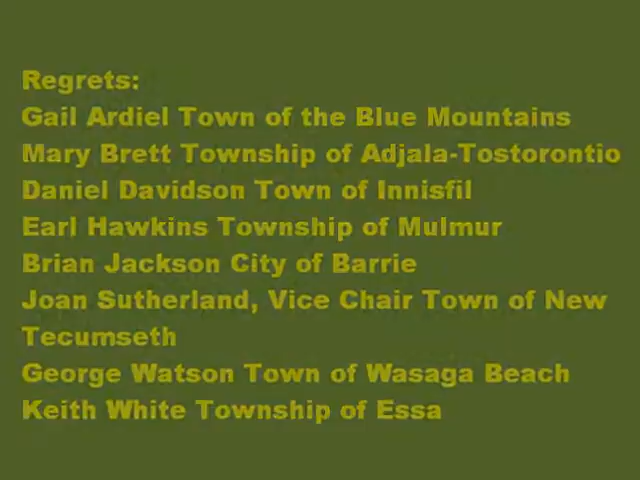 Regrets:
Gail Ardiel Town of the Blue Mountains
Mary Brett Township of Adjala-Tostorontio
Daniel Davidson Town of Innisfil
Earl Hawkins Township of Mulmur
Brian Jackson City of Barrie
Joan Sutherland, Vice Chair Town of New
Tecumseth
George Watson Town of Wasaga Beach
Keith White Township of Essa